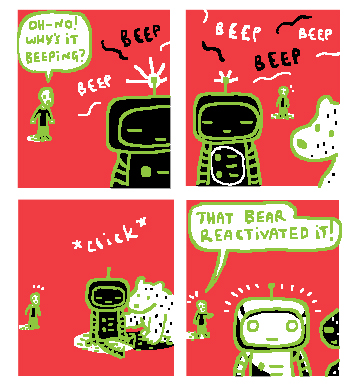 OH-NO!
WHY'S IT
BEEPING?
BEEP
BEEP
BEEP
BEEP
BEEP
*click*
THAT BEAR
REACTIVATED IT!